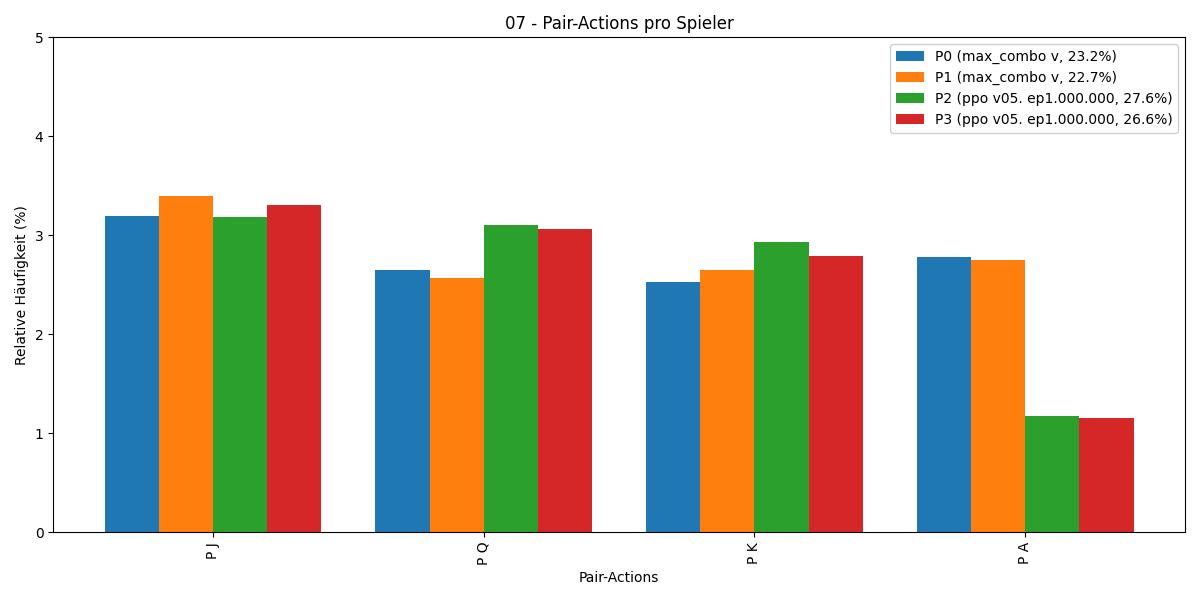 07 - Pair-Actions pro Spieler
P0 (max_combo v, 23.2%)
P1 (max_combo v, 22.7%)
P2 (ppo v05. ep1.000.000, 27.6%)
P3 (ppo v05. ep1.000.000, 26.6%)
Relative Häufigkeit (%)
5
4
3
2
1
0
P J
P Q
P K
P A
Pair-Actions